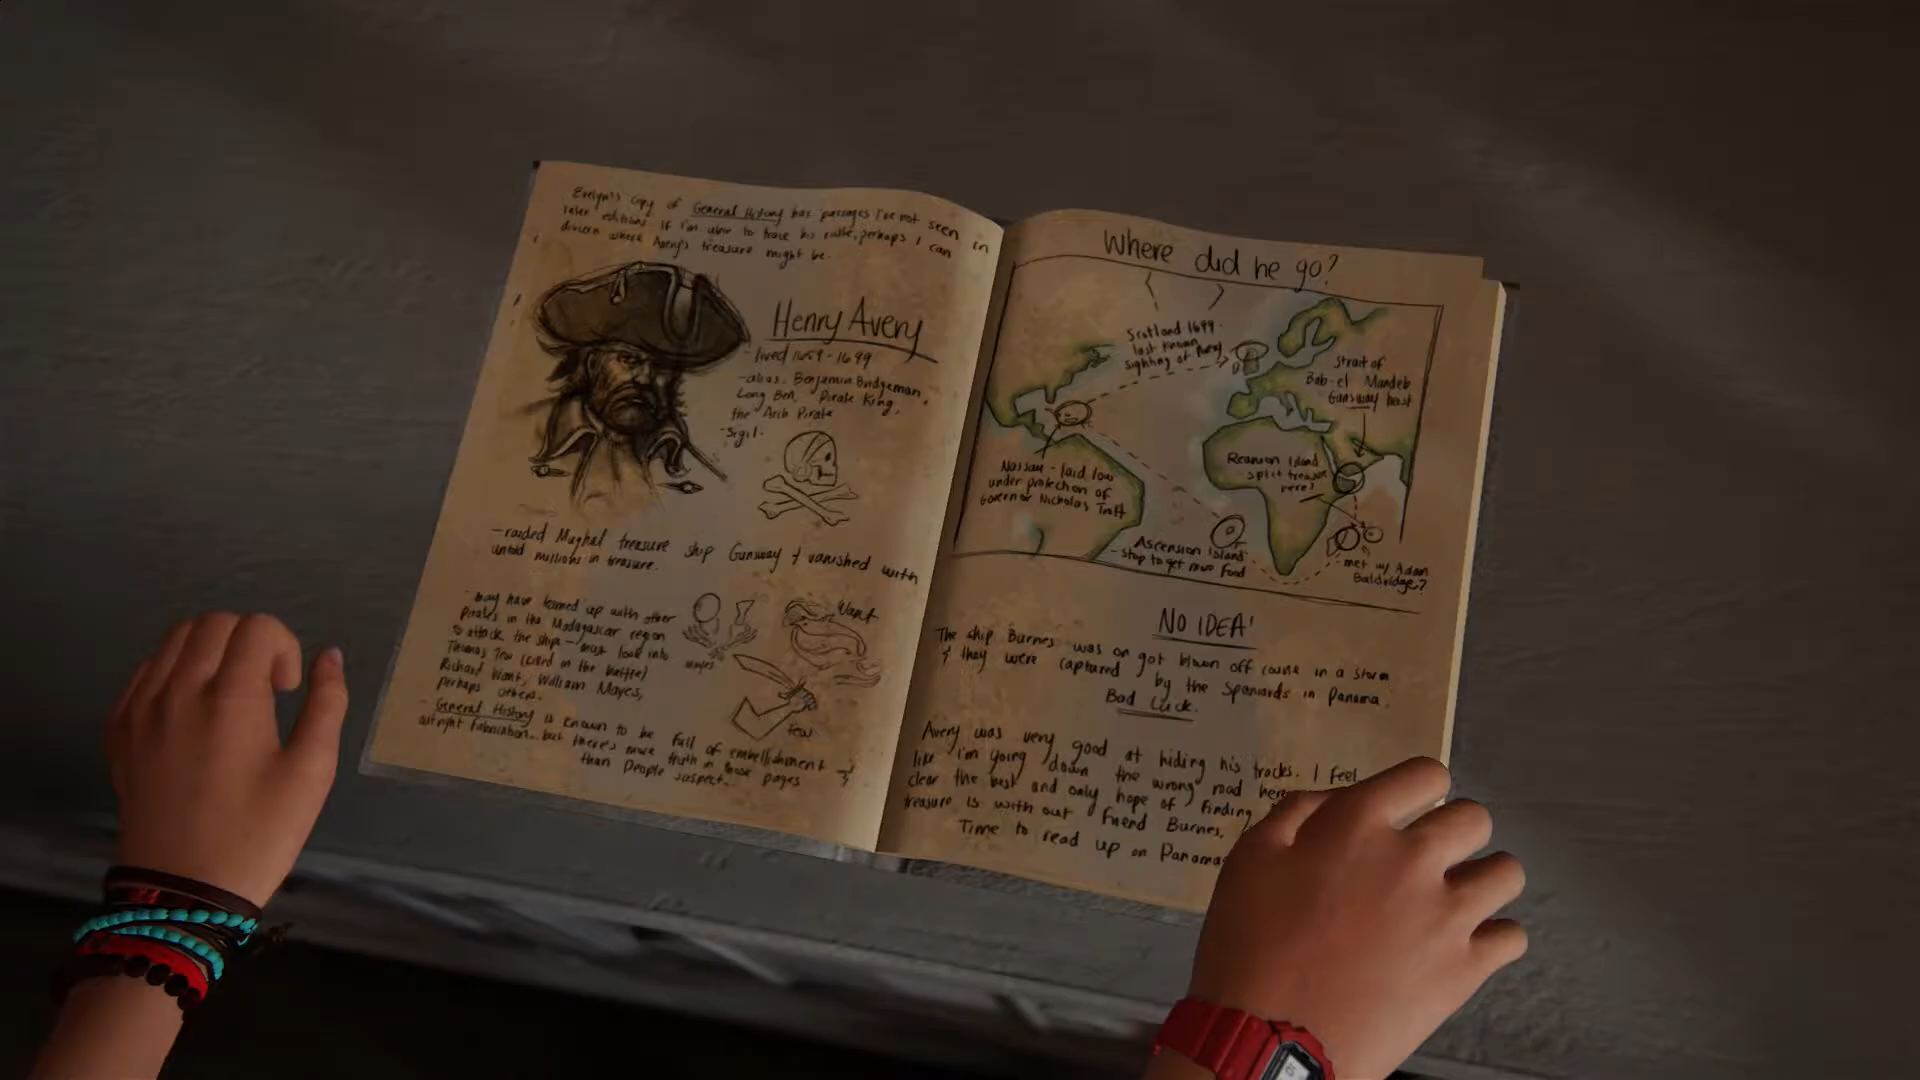 Evelyn's copy of General History has passages I've not seen in
later editions. If I'm able to trace his route, perhaps I can
discern where Avery's treasure might be.
Henry Avery
- lived 1659-1699
- alias: Benjamin Bridgeman,
Long Ben, Pirate King,
the Arch Pirate
- Sigil:
- raided Mughal treasure ship Gunsway & vanished with
untold millions in treasure.
- may have teamed up with other
pirates in the Madagascar region
to attack the ship - must look into
Thomas Tew (died in the battle)
Richard Want, William Mayes,
perhaps others.
mayes
Want
Tew
- General History is known to be full of embellishment &
outright fabrication... but there's more truth in those pages
than people suspect...
Where did he go?
Scotland 1699 -
last known
sighting of Avery
Strait of
Bab-el Mandeb
- Gunsway heist
Reunion Island
- split treasure
here?
Nassau - laid low
under protection of
Governor Nicholas Trott
Ascension Island
- stop to get more food
- met w/ Adam
Baldridge?
NO IDEA!
The ship Burnes was on got blown off course in a storm
& they were captured by the Spaniards in Panama.
Bad Luck.
Avery was very good at hiding his tracks. I feel
like I'm going down the wrong road here
clear the best and only hope of finding
treasure is with our friend Burnes.
Time to read up on Panama